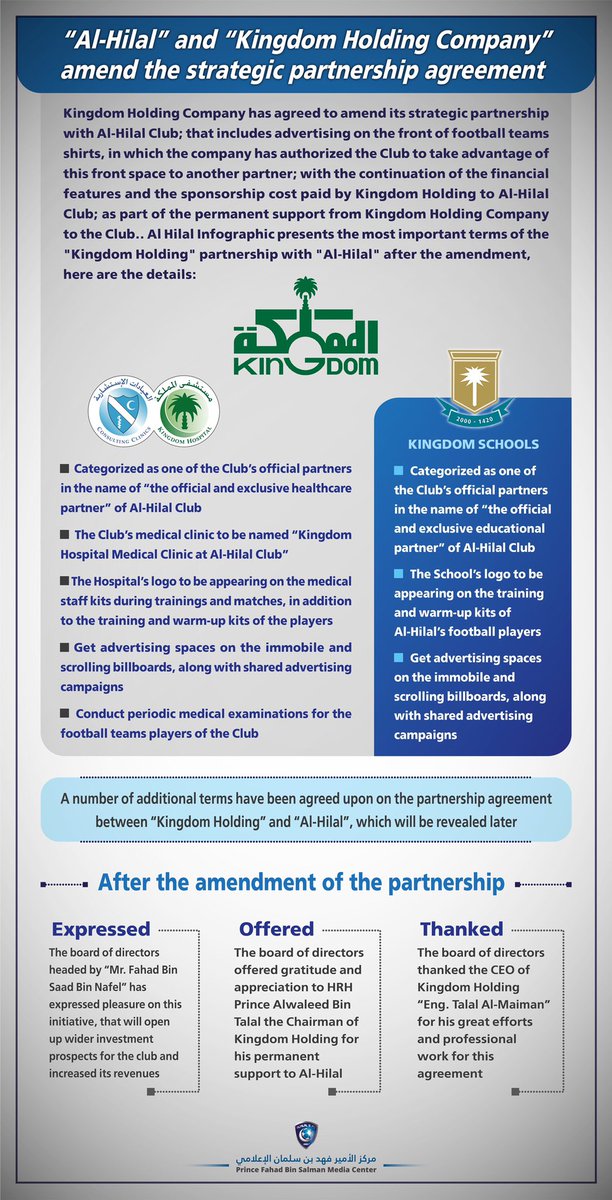 “Al-Hilal” and “Kingdom Holding Company”
amend the strategic partnership agreement
Kingdom Holding Company has agreed to amend its strategic partnership
with Al-Hilal Club; that includes advertising on the front of football teams
shirts, in which the company has authorized the Club to take advantage of
this front space to another partner; with the continuation of the financial
features and the sponsorship cost paid by Kingdom Holding to Al-Hilal
Club; as part of the permanent support from Kingdom Holding Company
to the Club.. Al Hilal Infographic presents the most important terms of the
"Kingdom Holding" partnership with "Al-Hilal" after the amendment,
here are the details:
المملكة
KINGDOM
العيادات الإستشارية
CONSULTING CLINICS
مستشفى المملكة
KINGDOM HOSPITAL
■ Categorized as one of the Club’s official partners
in the name of “the official and exclusive healthcare
partner” of Al-Hilal Club
■ The Club’s medical clinic to be named “Kingdom
Hospital Medical Clinic at Al-Hilal Club”
■ The Hospital’s logo to be appearing on the medical
staff kits during trainings and matches, in addition
to the training and warm-up kits of the players
■ Get advertising spaces on the immobile and
scrolling billboards, along with shared advertising
campaigns
■ Conduct periodic medical examinations for the
football teams players of the Club
2000 - 1420
KINGDOM SCHOOLS
■ Categorized as one of
the Club’s official partners
in the name of “the official
and exclusive educational
partner” of Al-Hilal Club
■ The School’s logo to be
appearing on the training
and warm-up kits of
Al-Hilal’s football players
■ Get advertising spaces
on the immobile and
scrolling billboards, along
with shared advertising
campaigns
A number of additional terms have been agreed upon on the partnership agreement
between “Kingdom Holding” and “Al-Hilal”, which will be revealed later
After the amendment of the partnership
Expressed
The board of directors
headed by “Mr. Fahad Bin
Saad Bin Nafel” has
expressed pleasure on this
initiative, that will open
up wider investment
prospects for the club and
increased its revenues
Offered
The board of directors
offered gratitude and
appreciation to HRH
Prince Alwaleed Bin
Talal the Chairman of
Kingdom Holding for
his permanent
support to Al-Hilal
Thanked
The board of directors
thanked the CEO of
Kingdom Holding
“Eng. Talal Al-Maiman”
for his great efforts
and professional
work for this
agreement
مركز الأمير فهد بن سلمان الإعلامي
Prince Fahad Bin Salman Media Center